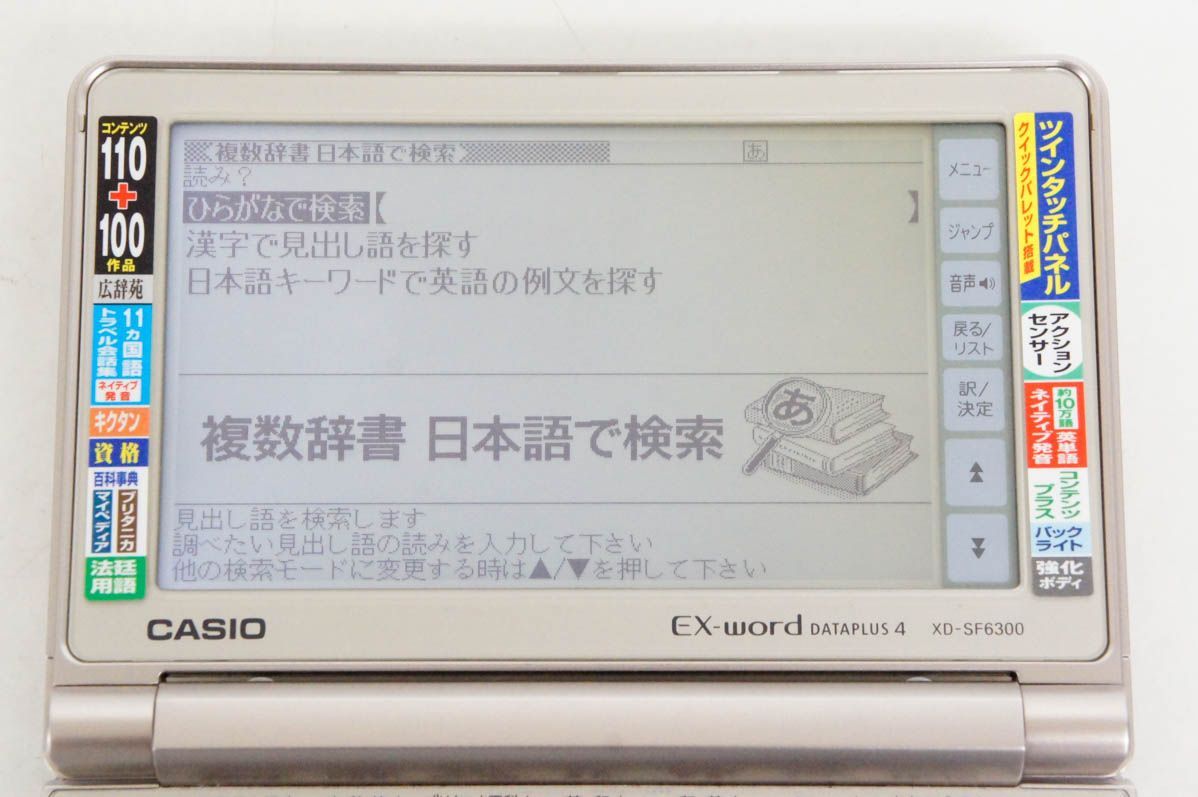 コンテンツ
110
+
100
作品
広辞苑
11ヵ国語
トラベル会話集
ネイティブ
発音
キクタン
資格
百科事典
ブリタニカ
マイペディア
法廷
用語
複数辞書 日本語で検索
あ
読み?
ひらがなで検索【 】
漢字で見出し語を探す
日本語キーワードで英語の例文を探す
あ
複数辞書 日本語で検索
見出し語を検索します
調べたい見出し語の読みを入力して下さい
他の検索モードに変更する時は▲/▼を押して下さい
メニュー
ジャンプ
音声
戻る/
リスト
訳/
決定
ツインタッチパネル
クイックパレット搭載
アクション
センサー
約10万語
英単語
ネイティブ発音
コンテンツ
プラス
バック
ライト
強化
ボディ
CASIO
EX-word DATAPLUS 4 XD-SF6300